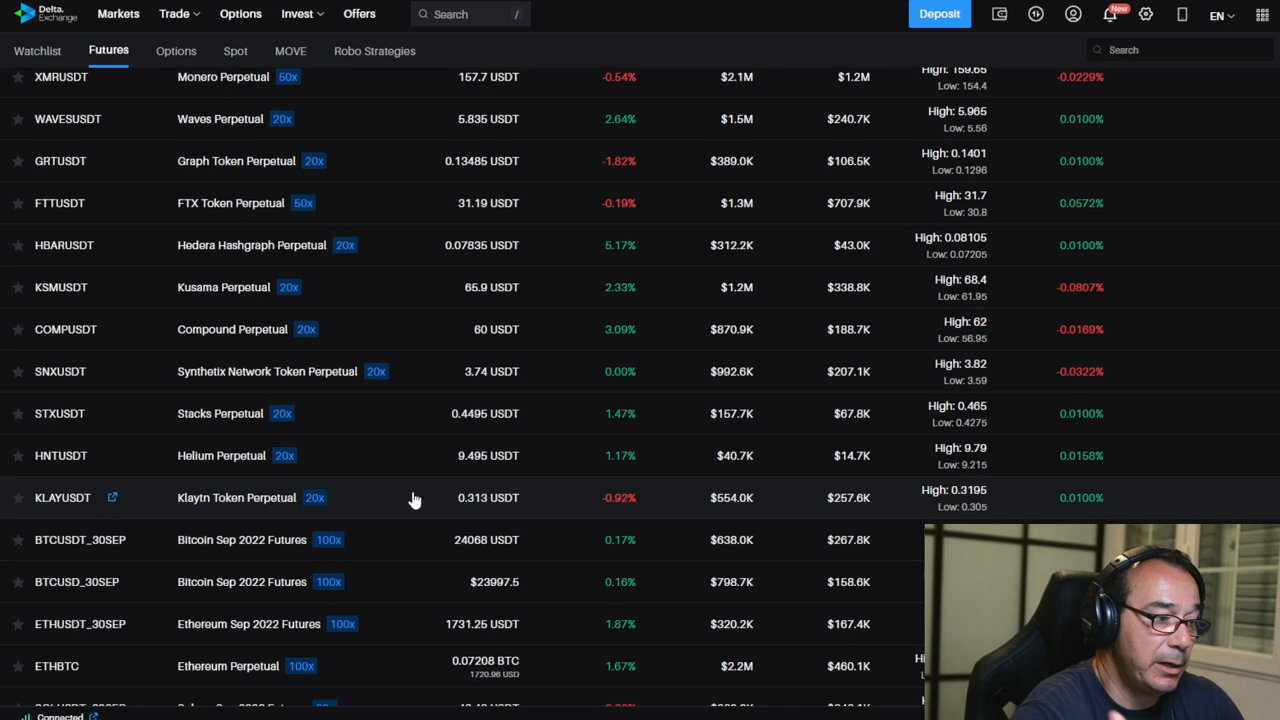 Delta.
Exchange
Markets Trade Options Invest Offers Search / Deposit New EN
Watchlist Futures Options Spot MOVE Robo Strategies Search
XMRUSDT Monero Perpetual 50x 157.7 USDT -0.54% $2.1M $1.2M High: 159.65 -0.0229%
Low: 154.4
WAVESUSDT Waves Perpetual 20x 5.835 USDT 2.64% $1.5M $240.7K High: 5.965 0.0100%
Low: 5.56
GRTUSDT Graph Token Perpetual 20x 0.13485 USDT -1.82% $389.0K $106.5K High: 0.1401 0.0100%
Low: 0.1296
FTTUSDT FTX Token Perpetual 50x 31.19 USDT -0.19% $1.3M $707.9K High: 31.7 0.0572%
Low: 30.8
HBARUSDT Hedera Hashgraph Perpetual 20x 0.07835 USDT 5.17% $312.2K $43.0K High: 0.08105 0.0100%
Low: 0.07205
KSMUSDT Kusama Perpetual 20x 65.9 USDT 2.33% $1.2M $338.8K High: 68.4 -0.0807%
Low: 61.95
COMPUSDT Compound Perpetual 20x 60 USDT 3.09% $870.9K $188.7K High: 62 -0.0169%
Low: 56.95
SNXUSDT Synthetix Network Token Perpetual 20x 3.74 USDT 0.00% $992.6K $207.1K High: 3.82 -0.0322%
Low: 3.59
STXUSDT Stacks Perpetual 20x 0.4495 USDT 1.47% $157.7K $67.8K High: 0.465 0.0100%
Low: 0.4275
HNTUSDT Helium Perpetual 20x 9.495 USDT 1.17% $40.7K $14.7K High: 9.79 0.0158%
Low: 9.215
KLAYUSDT Klaytn Token Perpetual 20x 0.313 USDT -0.92% $554.0K $257.6K High: 0.3195 0.0100%
Low: 0.305
BTCUSDT_30SEP Bitcoin Sep 2022 Futures 100x 24068 USDT 0.17% $638.0K $267.8K
BTCUSD_30SEP Bitcoin Sep 2022 Futures 100x $23997.5 0.16% $798.7K $158.6K
ETHUSDT_30SEP Ethereum Sep 2022 Futures 100x 1731.25 USDT 1.87% $320.2K $167.4K
ETHBTC Ethereum Perpetual 100x 0.07208 BTC 1.67% $2.2M $460.1K
1720.96 USD
Connected